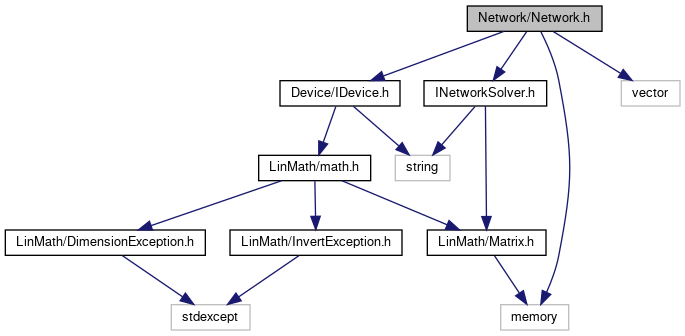 Network/Network.h
Device/IDevice.h
INetworkSolver.h
vector
LinMath/math.h
string
LinMath/DimensionException.h
LinMath/InvertException.h
LinMath/Matrix.h
stdexcept
memory